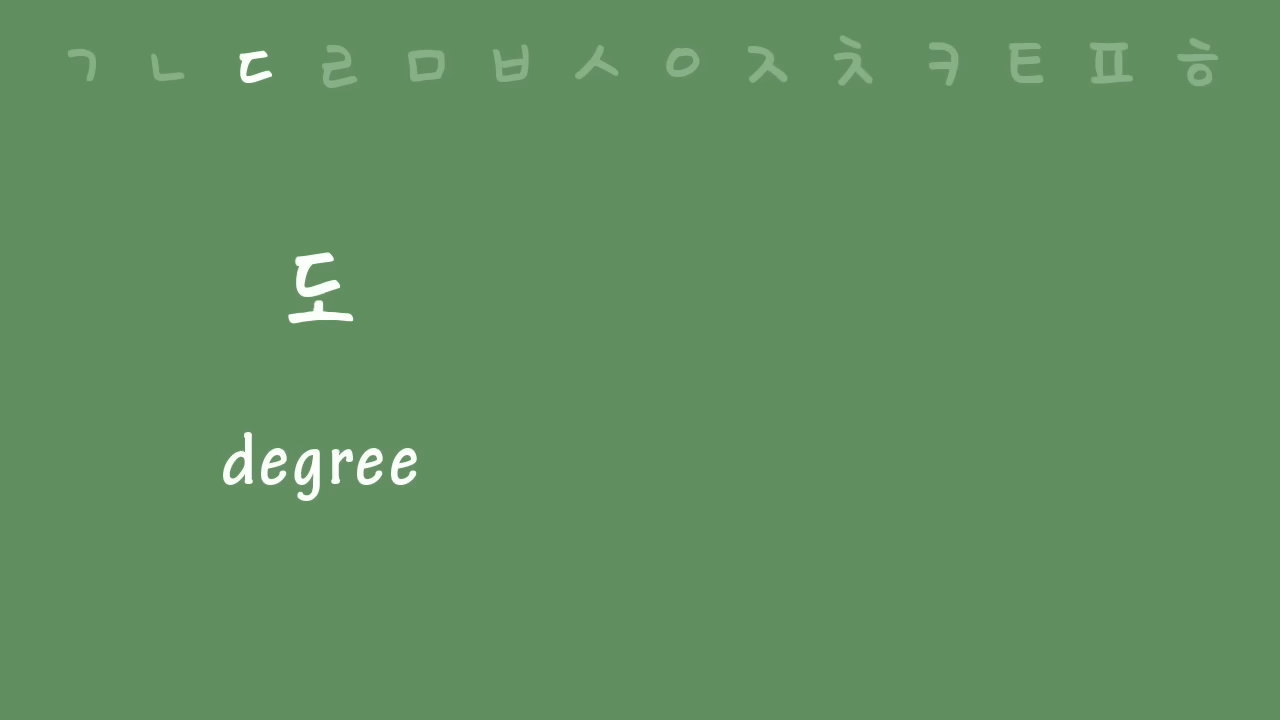 ㄱ ㄴ ㄷ ㄹ ㅁ ㅂ ㅅ ㅇ ㅈ ㅊ ㅋ ㅌ ㅍ ㅎ
도
degree